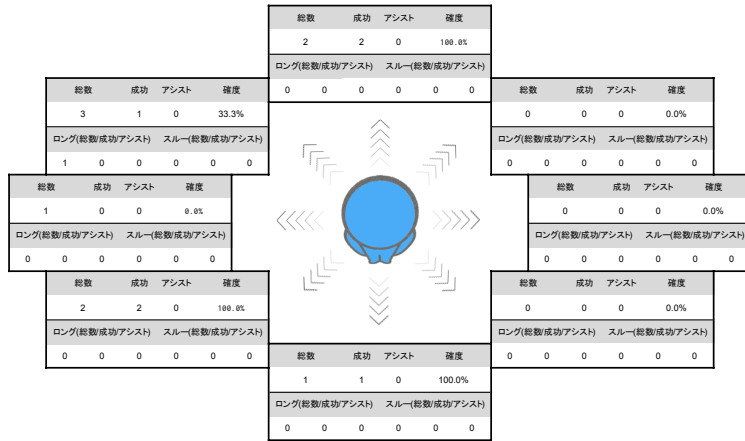 総数 成功 アシスト 確度
2 2 0 100.0%
ロング(総数/成功/アシスト) スルー(総数/成功/アシスト)
0 0 0 0 0 0
総数 成功 アシスト 確度
3 1 0 33.3%
ロング(総数/成功/アシスト) スルー(総数/成功/アシスト)
1 0 0 0 0 0
総数 成功 アシスト 確度
0 0 0 0.0%
ロング(総数/成功/アシスト) スルー(総数/成功/アシスト)
0 0 0 0 0 0
総数 成功 アシスト 確度
1 0 0 0.0%
ロング(総数/成功/アシスト) スルー(総数/成功/アシスト)
0 0 0 0 0 0
総数 成功 アシスト 確度
0 0 0 0.0%
ロング(総数/成功/アシスト) スルー(総数/成功/アシスト)
0 0 0 0 0 0
総数 成功 アシスト 確度
2 2 0 100.0%
ロング(総数/成功/アシスト) スルー(総数/成功/アシスト)
0 0 0 0 0 0
総数 成功 アシスト 確度
0 0 0 0.0%
ロング(総数/成功/アシスト) スルー(総数/成功/アシスト)
0 0 0 0 0 0
総数 成功 アシスト 確度
1 1 0 100.0%
ロング(総数/成功/アシスト) スルー(総数/成功/アシスト)
0 0 0 0 0 0